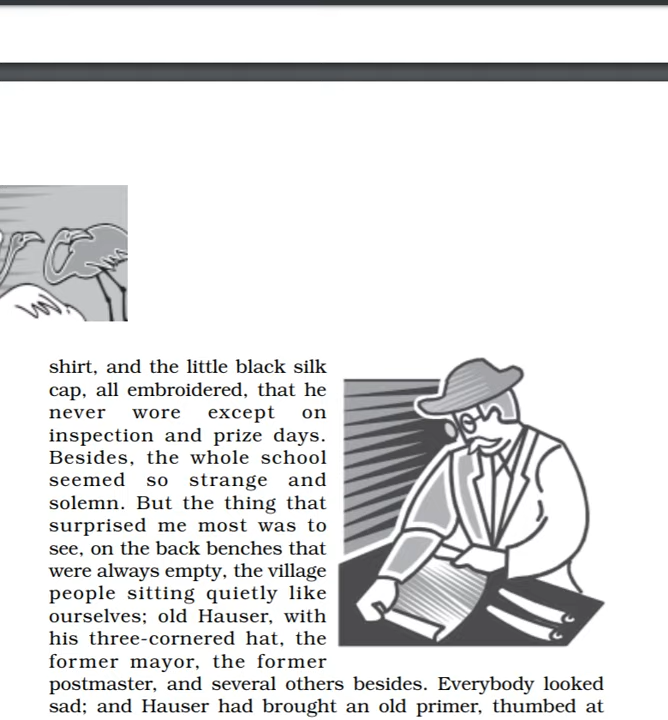 shirt, and the little black silk
cap, all embroidered, that he
never wore except on
inspection and prize days.
Besides, the whole school
seemed so strange and
solemn. But the thing that
surprised me most was to
see, on the back benches that
were always empty, the village
people sitting quietly like
ourselves; old Hauser, with
his three-cornered hat, the
former mayor, the former
postmaster, and several others besides. Everybody looked
sad; and Hauser had brought an old primer, thumbed at